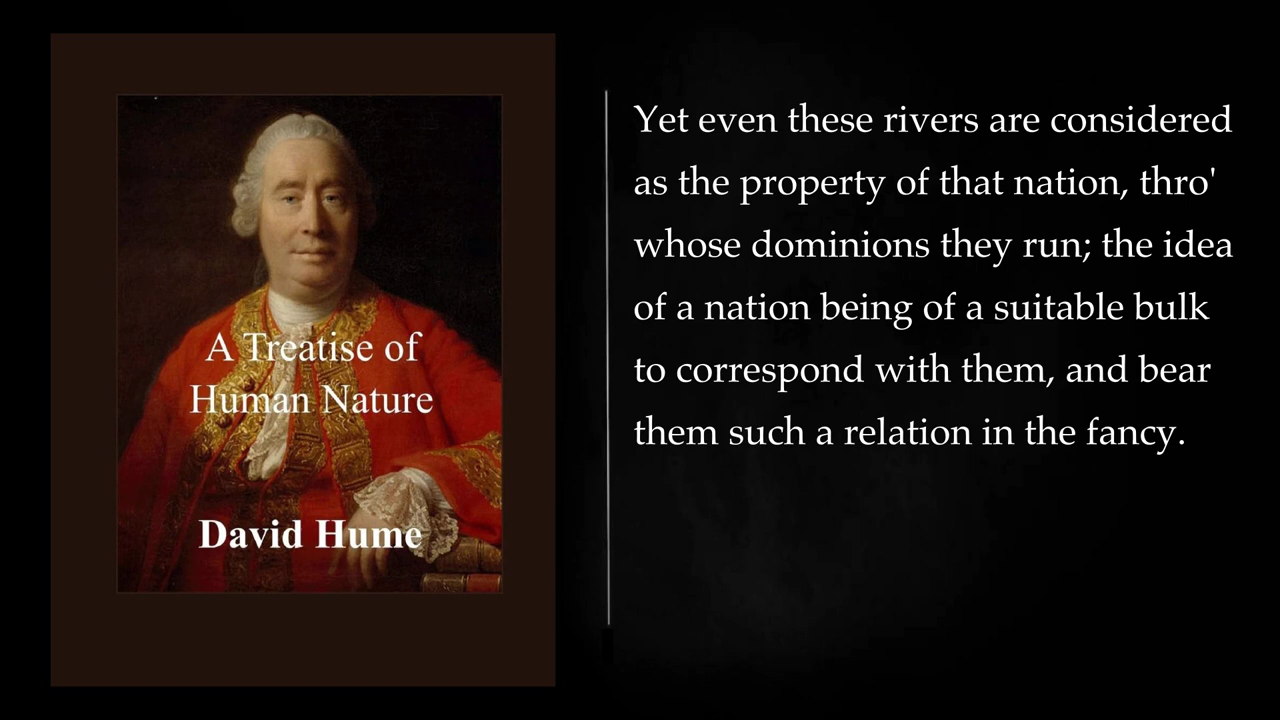 A Treatise of
Human Nature
David Hume
Yet even these rivers are considered
as the property of that nation, thro'
whose dominions they run; the idea
of a nation being of a suitable bulk
to correspond with them, and bear
them such a relation in the fancy.